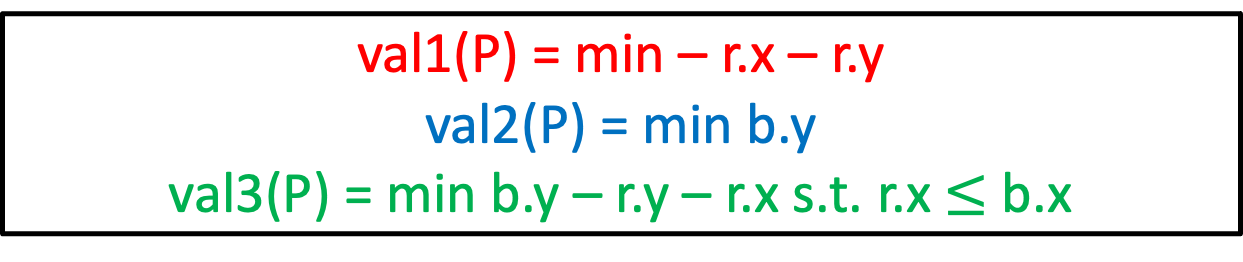 val1(P) = min – r.x – r.y
val2(P) = min b.y
val3(P) = min b.y – r.y – r.x s.t. r.x ≤ b.x